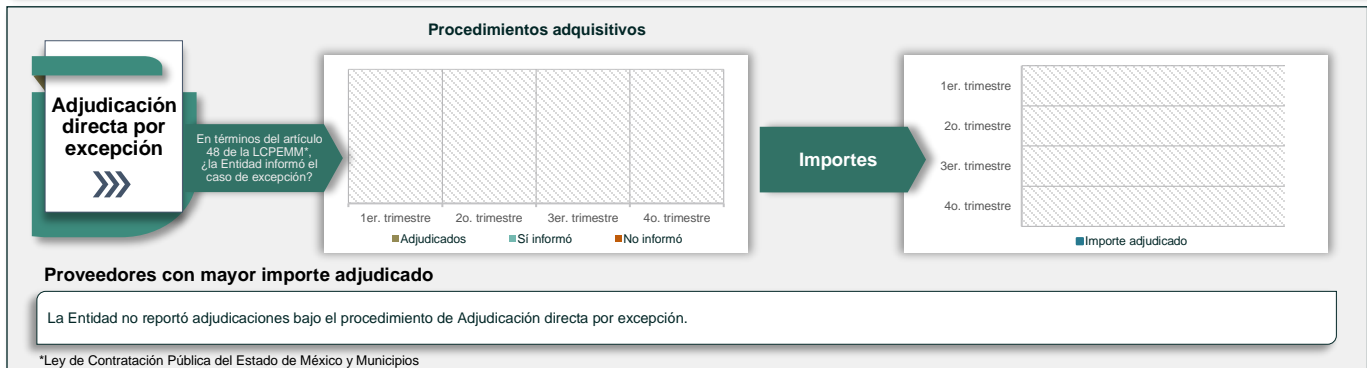 Procedimientos adquisitivos
Adjudicación
directa por
excepción
En términos del artículo
48 de la LCPEMM*,
¿la Entidad informó el
caso de excepción?
1er. trimestre 2o. trimestre 3er. trimestre 4o. trimestre
Adjudicados Sí informó No informó
Importes
1er. trimestre
2o. trimestre
3er. trimestre
4o. trimestre
Importe adjudicado
Proveedores con mayor importe adjudicado
La Entidad no reportó adjudicaciones bajo el procedimiento de Adjudicación directa por excepción.
*Ley de Contratación Pública del Estado de México y Municipios